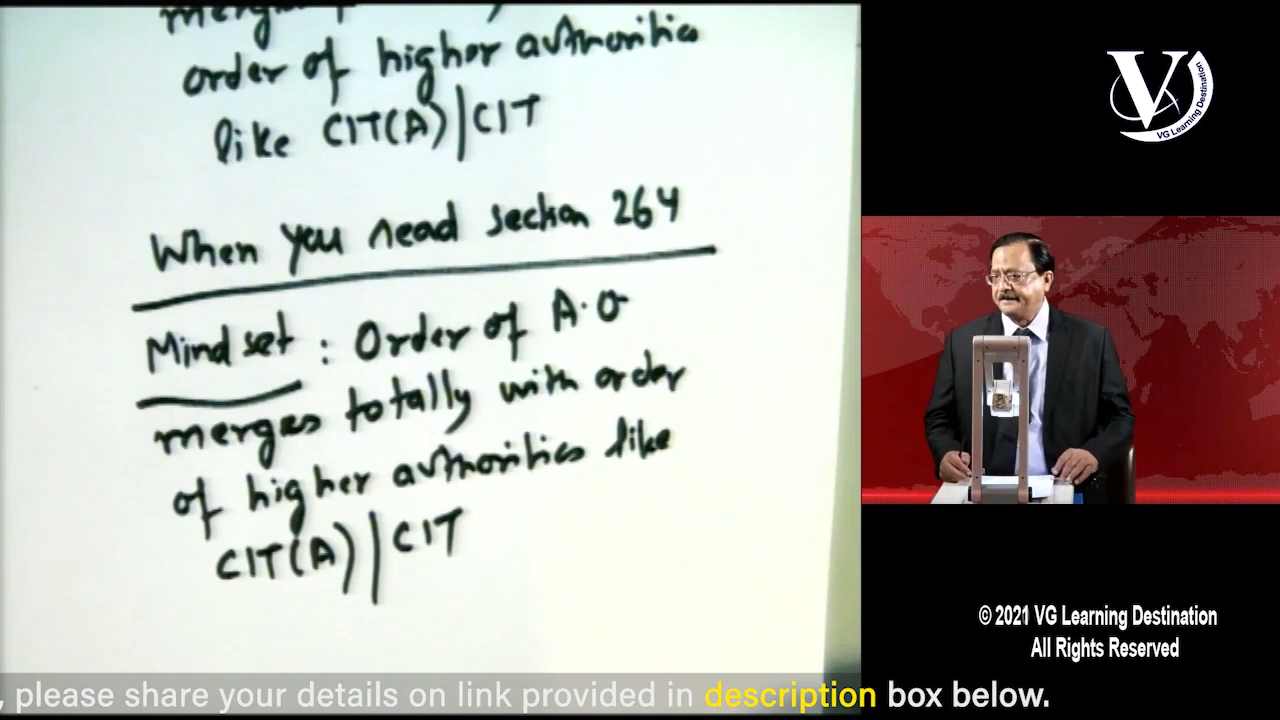 order of higher authorities
like CIT(A)|CIT
When you read section 264
Mind set : Order of A.O
merges totally with order
of higher authorities like
CIT(A)|CIT
V
VG Learning Destination
© 2021 VG Learning Destination
All Rights Reserved
, please share your details on link provided in description box below.